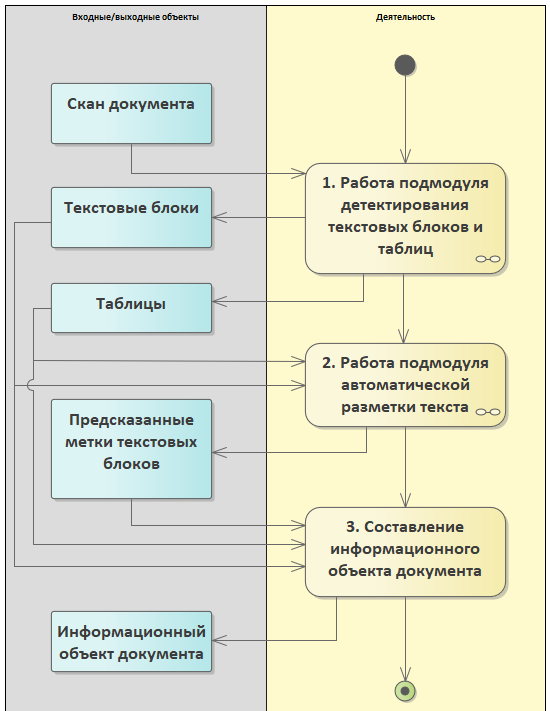 Входные/выходные объекты
Деятельность
Скан документа
1. Работа подмодуля
детектирования
текстовых блоков и
таблиц
Текстовые блоки
Таблицы
2. Работа подмодуля
автоматической
разметки текста
Предсказанные
метки текстовых
блоков
3. Составление
информационного
объекта документа
Информационный
объект документа